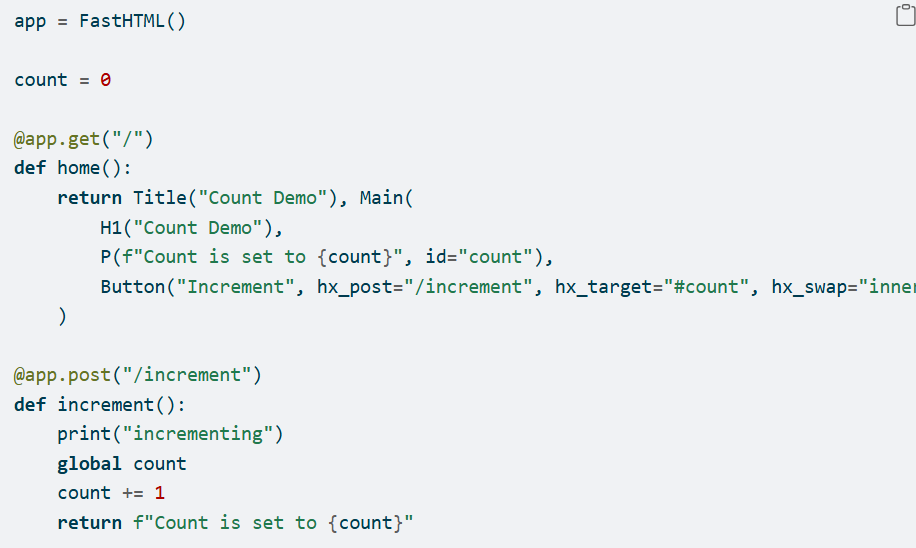 app = FastHTML()
count = 0
@app.get("/")
def home():
    return Title("Count Demo"), Main(
        H1("Count Demo"),
        P(f"Count is set to {count}", id="count"),
        Button("Increment", hx_post="/increment", hx_target="#count", hx_swap="inner
    )
@app.post("/increment")
def increment():
    print("incrementing")
    global count
    count += 1
    return f"Count is set to {count}"